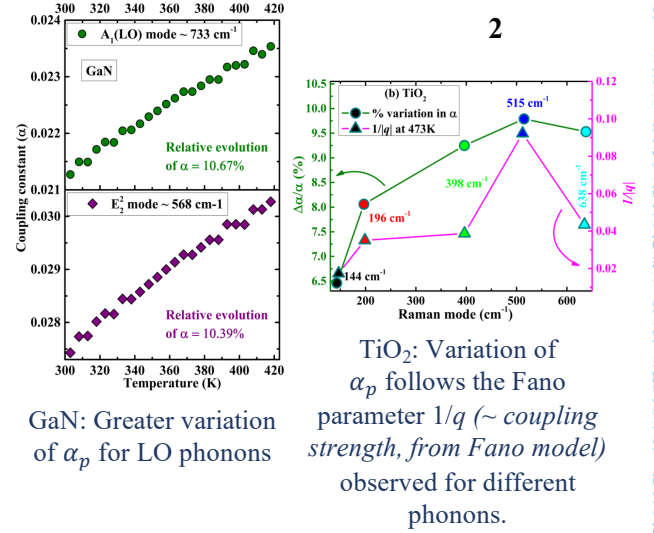 300 320 340 360 380 400 420
0.024
0.023
0.022
0.021
A₁(LO) mode ~ 733 cm⁻¹
GaN
Relative evolution
of α = 10.67%
Coupling constant (α)
0.030
0.029
0.028
E₂² mode ~ 568 cm-1
Relative evolution
of α = 10.39%
300 320 340 360 380 400 420
Temperature (K)
GaN: Greater variation
of αₚ for LO phonons
2
10.5
10.0
9.5
9.0
8.5
8.0
7.5
7.0
6.5
Δα/α (%)
(b) TiO₂
% variation in α
1/|q| at 473K
515 cm⁻¹
398 cm⁻¹
196 cm⁻¹
144 cm⁻¹
638 cm⁻¹
0.12
0.10
0.08
0.06
0.04
0.02
1/|q|
200 300 400 500 600
Raman mode (cm⁻¹)
TiO₂: Variation of
αₚ follows the Fano
parameter 1/q (~ coupling
strength, from Fano model)
observed for different
phonons.